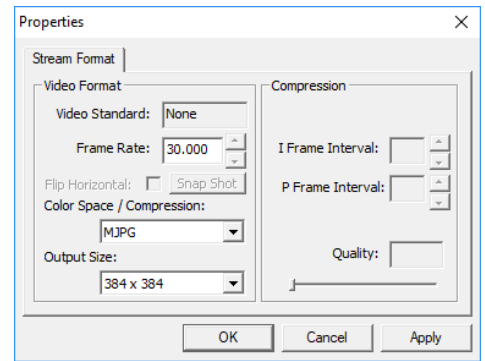 Properties
Stream Format
Video Format
Video Standard: None
Frame Rate: 30.000
Flip Horizontal: Snap Shot
Color Space / Compression:
MJPG
Output Size:
384 x 384
Compression
I Frame Interval:
P Frame Interval:
Quality:
OK Cancel Apply